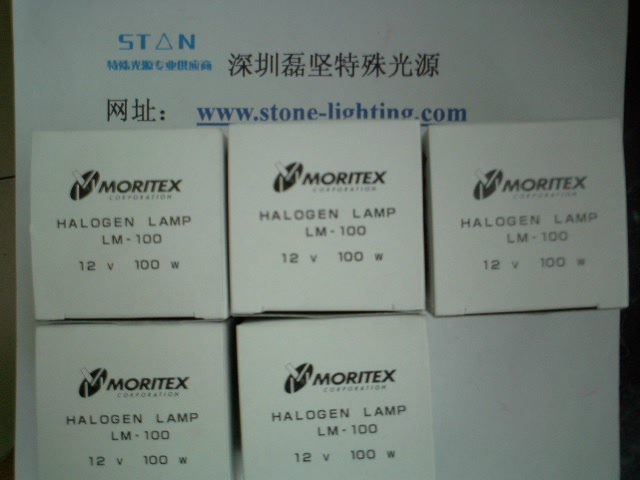 STAN
特殊光源专业供应商
深圳磊坚特殊光源
网址： www.stone-lighting.com
MORITEX
CORPORATION
HALOGEN LAMP
LM-100
12 V 100 W
MORITEX
CORPORATION
HALOGEN LAMP
LM-100
12 V 100 W
MORITEX
CORPORATION
HALOGEN LAMP
LM-100
12 V 100 W
MORITEX
CORPORATION
HALOGEN LAMP
LM-100
12 V 100 W
MORITEX
CORPORATION
HALOGEN LAMP
LM-100
12 V 100 W